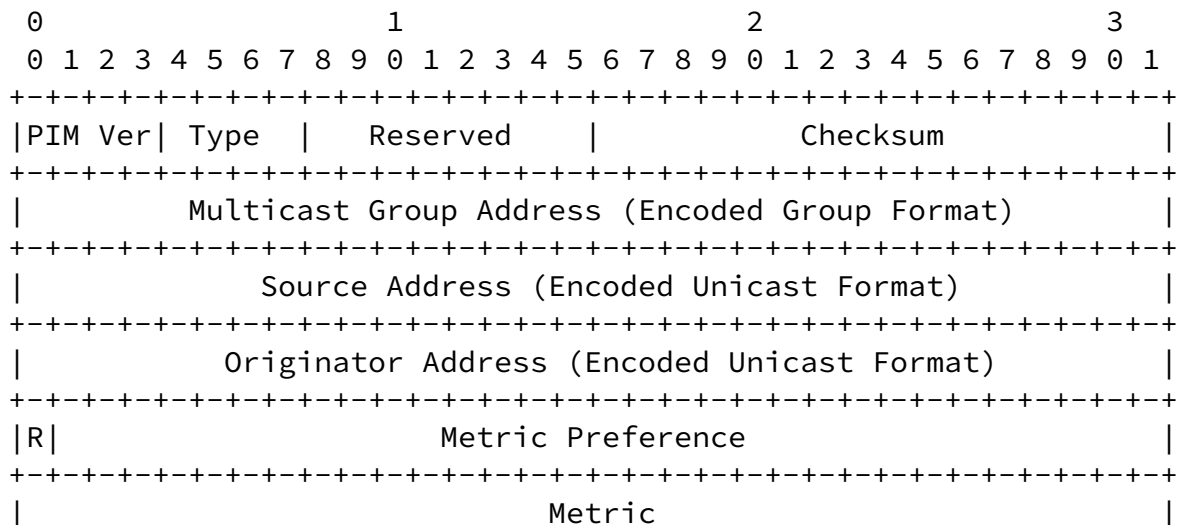 0                   1                   2                   3
 0 1 2 3 4 5 6 7 8 9 0 1 2 3 4 5 6 7 8 9 0 1 2 3 4 5 6 7 8 9 0 1
+-+-+-+-+-+-+-+-+-+-+-+-+-+-+-+-+-+-+-+-+-+-+-+-+-+-+-+-+-+-+-+-+
|PIM Ver| Type  |   Reserved    |           Checksum            |
+-+-+-+-+-+-+-+-+-+-+-+-+-+-+-+-+-+-+-+-+-+-+-+-+-+-+-+-+-+-+-+-+
|         Multicast Group Address (Encoded Group Format)        |
+-+-+-+-+-+-+-+-+-+-+-+-+-+-+-+-+-+-+-+-+-+-+-+-+-+-+-+-+-+-+-+-+
|             Source Address (Encoded Unicast Format)           |
+-+-+-+-+-+-+-+-+-+-+-+-+-+-+-+-+-+-+-+-+-+-+-+-+-+-+-+-+-+-+-+-+
|           Originator Address (Encoded Unicast Format)         |
+-+-+-+-+-+-+-+-+-+-+-+-+-+-+-+-+-+-+-+-+-+-+-+-+-+-+-+-+-+-+-+-+
|R|                     Metric Preference                       |
+-+-+-+-+-+-+-+-+-+-+-+-+-+-+-+-+-+-+-+-+-+-+-+-+-+-+-+-+-+-+-+-+
|                             Metric                            |